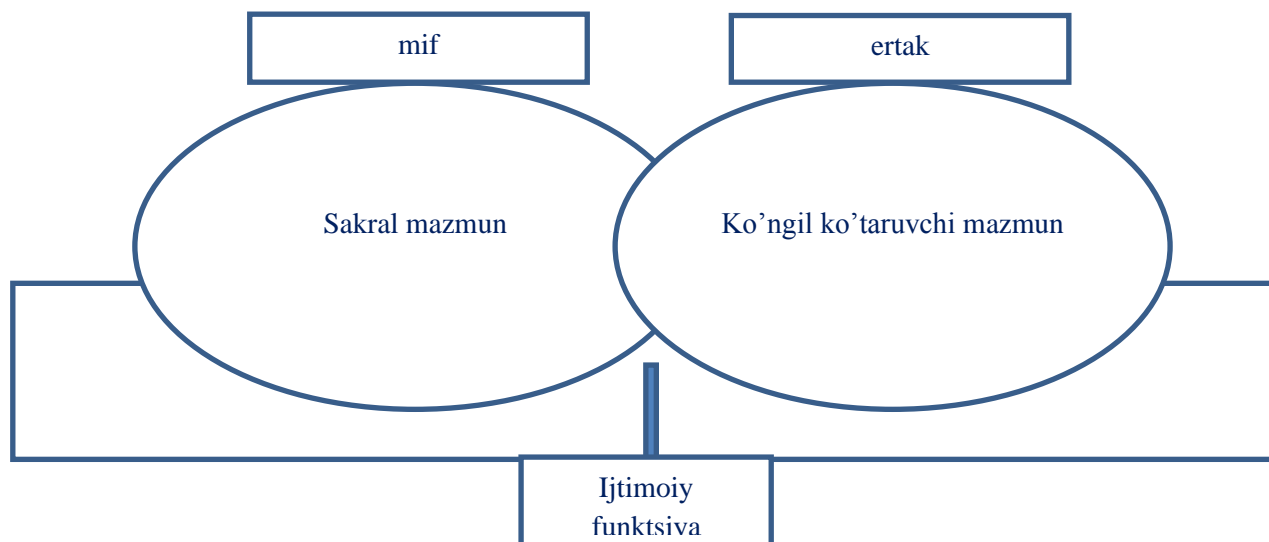 mif
ertak
Sakral mazmun
Ko’ngil ko’taruvchi mazmun
Ijtimoiy
funktsiya